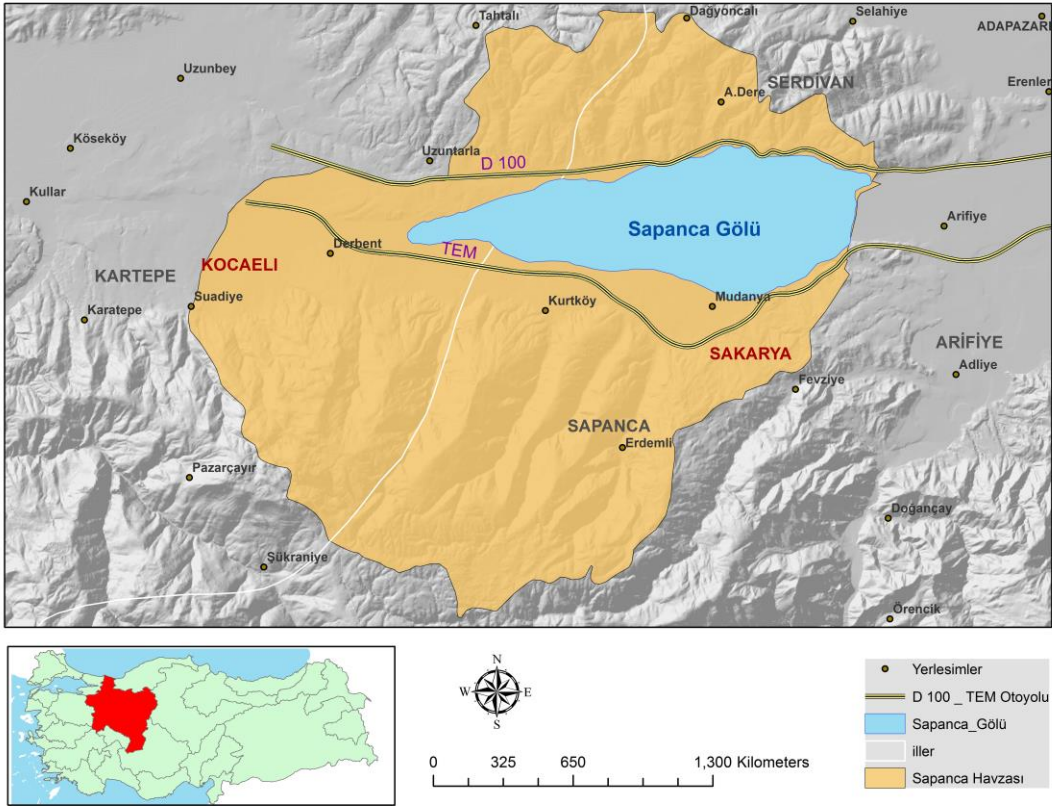 Tahtalı
Dağyoncalı
Selahiye
ADAPAZARI
Uzunbey
SERDİVAN
Erenler
A.Dere
Köseköy
Uzuntarla
D 100
Kullar
Arifiye
Sapanca Gölü
Derbent
TEM
KARTEPE
KOCAELI
Suadiye
Karatepe
Kurtköy
Mudanya
SAKARYA
ARİFİYE
Adliye
Fevziye
SAPANCA
Erdemli
Pazarçayır
Doğançay
Şükraniye
Örencik
N
W E
S
0 325 650 1,300 Kilometers
Yerlesimler
D 100 _ TEM Otoyolu
Sapanca_Gölü
iller
Sapanca Havzası